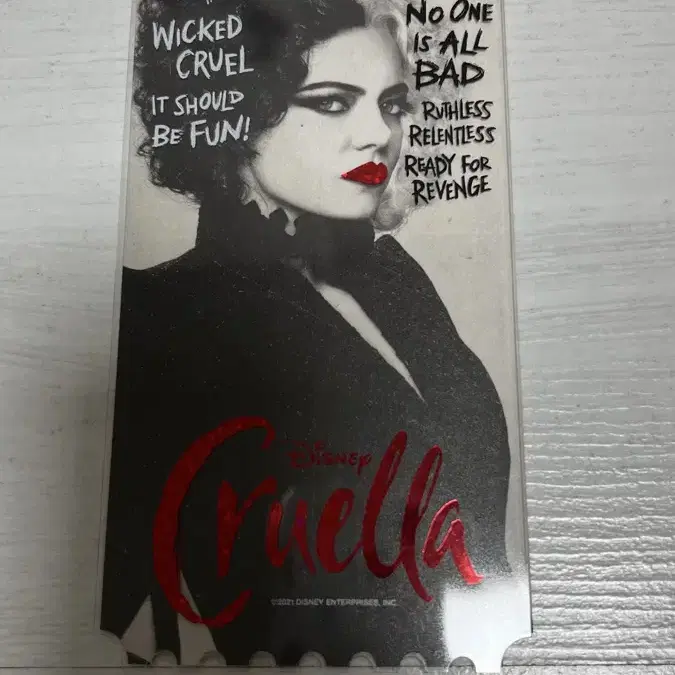 WICKED
CRUEL
IT SHOULD
BE FUN!
NO ONE
IS ALL
BAD
RUTHLESS
RELENTLESS
READY FOR
REVENGE
DISNEY
Cruella
©2021 DISNEY ENTERPRISES, INC.